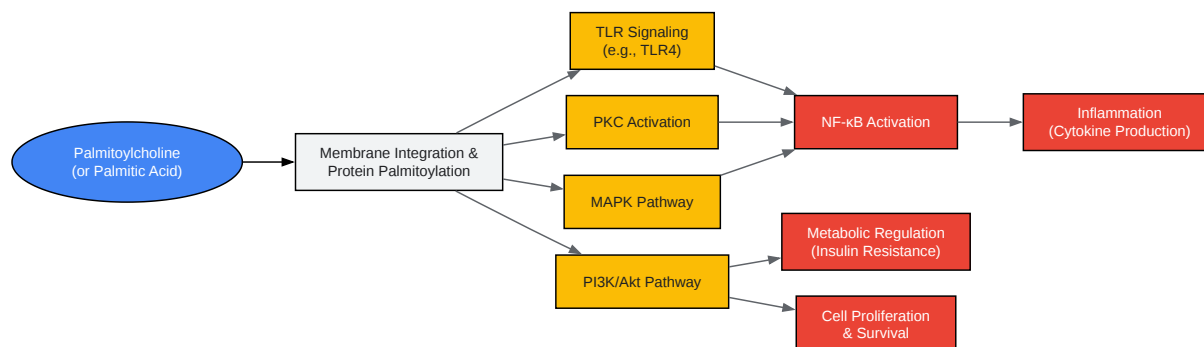 TLR Signaling
(e.g., TLR4)
PKC Activation
NF-κB Activation
Inflammation
(Cytokine Production)
Palmitoylcholine
(or Palmitic Acid)
Membrane Integration &
Protein Palmitoylation
MAPK Pathway
Metabolic Regulation
(Insulin Resistance)
PI3K/Akt Pathway
Cell Proliferation
& Survival